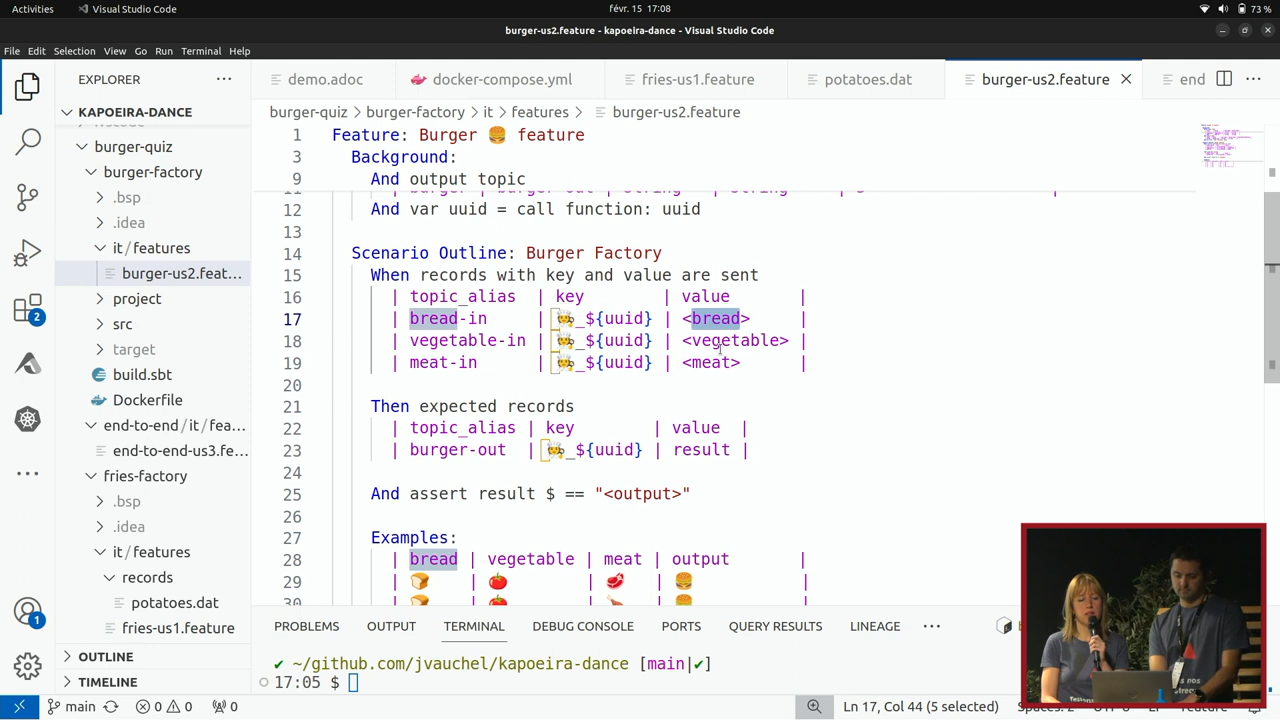 Activities
Visual Studio Code
févr. 15 17:08
73 %
burger-us2.feature - kapoeira-dance - Visual Studio Code
File Edit Selection View Go Run Terminal Help
EXPLORER
demo.adoc
docker-compose.yml
fries-us1.feature
potatoes.dat
burger-us2.feature
end
KAPOEIRA-DANCE
burger-quiz > burger-factory > it > features > burger-us2.feature
burger-quiz
burger-factory
.bsp
.idea
it/features
burger-us2.feat...
project
src
target
build.sbt
Dockerfile
end-to-end/it/fea...
end-to-end-us3.fe...
fries-factory
.bsp
.idea
it/features
records
potatoes.dat
fries-us1.feature
OUTLINE
TIMELINE
1 Feature: Burger 🍔 feature
3 Background:
9 And output topic
12 And var uuid = call function: uuid
13
14 Scenario Outline: Burger Factory
15 When records with key and value are sent
16 | topic_alias | key | value |
17 | bread-in | 🧑‍🍳_${uuid} | <bread> |
18 | vegetable-in | 🧑‍🍳_${uuid} | <vegetable> |
19 | meat-in | 🧑‍🍳_${uuid} | <meat> |
20
21 Then expected records
22 | topic_alias | key | value |
23 | burger-out | 🧑‍🍳_${uuid} | result |
24
25 And assert result $ == "<output>"
26
27 Examples:
28 | bread | vegetable | meat | output |
29 | 🍞 | 🍅 | 🥩 | 🍔 |
30 | 🍞 | 🍅 | 🍗 | 🍔 |
PROBLEMS OUTPUT TERMINAL DEBUG CONSOLE PORTS QUERY RESULTS LINEAGE
✔ ~/github.com/jvauchel/kapoeira-dance [main|✔]
17:05 $
2
1
main
0 0
0
Ln 17, Col 44 (5 selected)